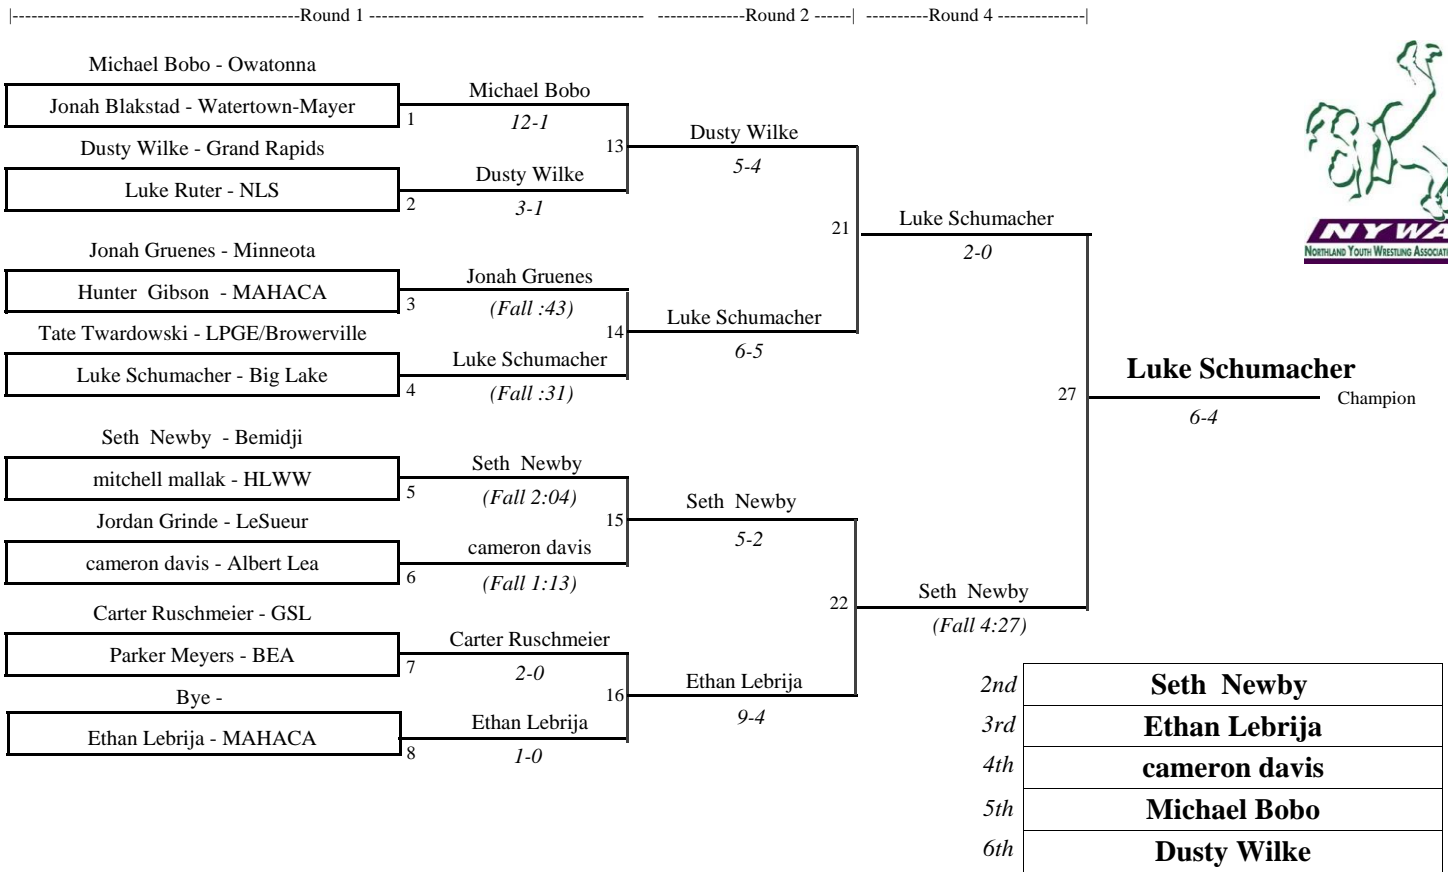 |-------------------------------------------Round 1 ----------------------------------------- -------------Round 2 ------| ----------Round 4 -------------|
Michael Bobo - Owatonna
Jonah Blakstad - Watertown-Mayer
1
Dusty Wilke - Grand Rapids
Luke Ruter - NLS
2
Jonah Gruenes - Minneota
Hunter  Gibson  - MAHACA
3
Tate Twardowski - LPGE/Browerville
Luke Schumacher - Big Lake
4
Seth  Newby  - Bemidji
mitchell mallak - HLWW
5
Jordan Grinde - LeSueur
cameron davis - Albert Lea
6
Carter Ruschmeier - GSL
Parker Meyers - BEA
7
Bye -
Ethan Lebrija - MAHACA
8
Michael Bobo
12-1
13
Dusty Wilke
3-1
Jonah Gruenes
(Fall :43)
14
Luke Schumacher
(Fall :31)
Seth  Newby
(Fall 2:04)
15
cameron davis
(Fall 1:13)
Carter Ruschmeier
2-0
16
Ethan Lebrija
1-0
Dusty Wilke
5-4
21
Luke Schumacher
6-5
Seth  Newby
5-2
22
Ethan Lebrija
9-4
Luke Schumacher
2-0
27
Seth  Newby
(Fall 4:27)
Luke Schumacher
Champion
6-4
NYWA
NORTHLAND YOUTH WRESTLING ASSOCIATI
2nd Seth  Newby
3rd Ethan Lebrija
4th cameron davis
5th Michael Bobo
6th Dusty Wilke